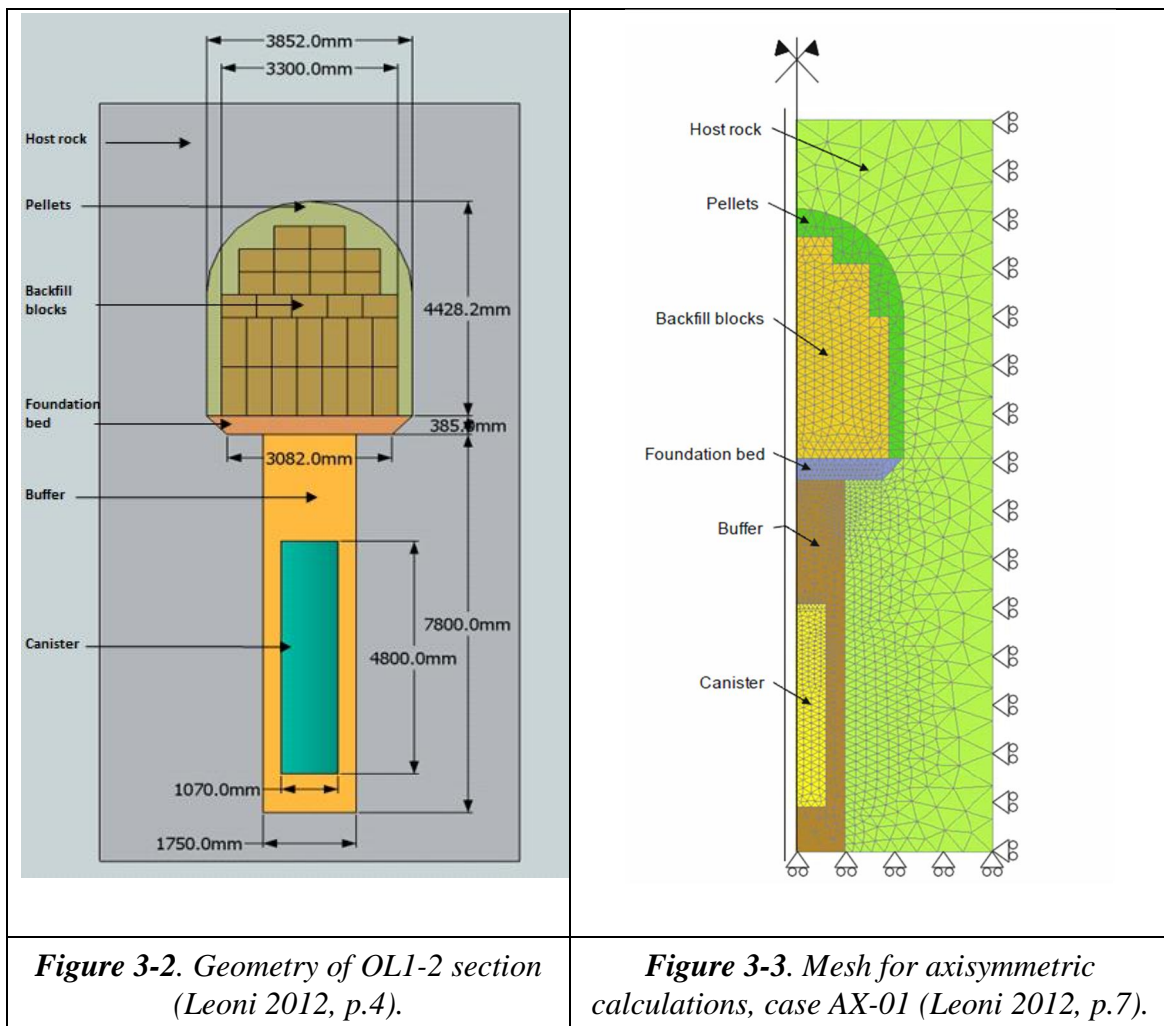 3852.0mm
3300.0mm
Host rock
Pellets
Backfill
blocks
4428.2mm
Foundation
bed
385.0mm
3082.0mm
Buffer
Canister
7800.0mm
4800.0mm
1070.0mm
1750.0mm
Host rock
Pellets
Backfill blocks
Foundation bed
Buffer
Canister
Figure 3-2. Geometry of OL1-2 section
(Leoni 2012, p.4).
Figure 3-3. Mesh for axisymmetric
calculations, case AX-01 (Leoni 2012, p.7).